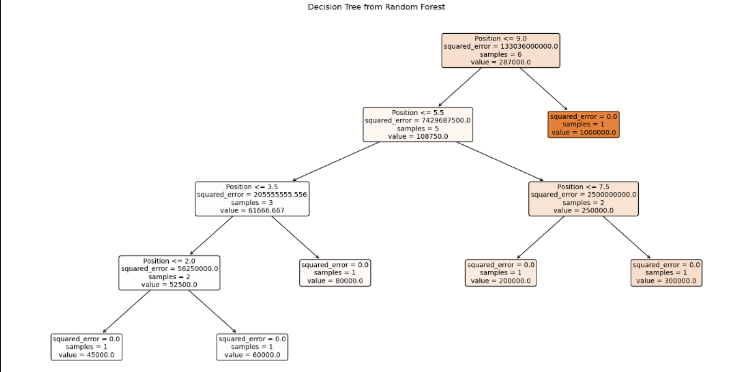 Decision Tree from Random Forest
Position <= 9.0
squared_error = 133036000000.0
samples = 6
value = 287000.0
Position <= 5.5
squared_error = 7429687500.0
samples = 5
value = 108750.0
squared_error = 0.0
samples = 1
value = 1000000.0
Position <= 3.5
squared_error = 205555555.556
samples = 3
value = 61666.667
Position <= 7.5
squared_error = 2500000000.0
samples = 2
value = 250000.0
Position <= 2.0
squared_error = 56250000.0
samples = 2
value = 52500.0
squared_error = 0.0
samples = 1
value = 80000.0
squared_error = 0.0
samples = 1
value = 200000.0
squared_error = 0.0
samples = 1
value = 300000.0
squared_error = 0.0
samples = 1
value = 45000.0
squared_error = 0.0
samples = 1
value = 60000.0